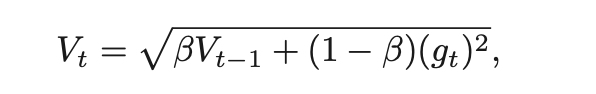 V_t = \sqrt{\beta V_{t-1} + (1 - \beta)(g_t)^2},